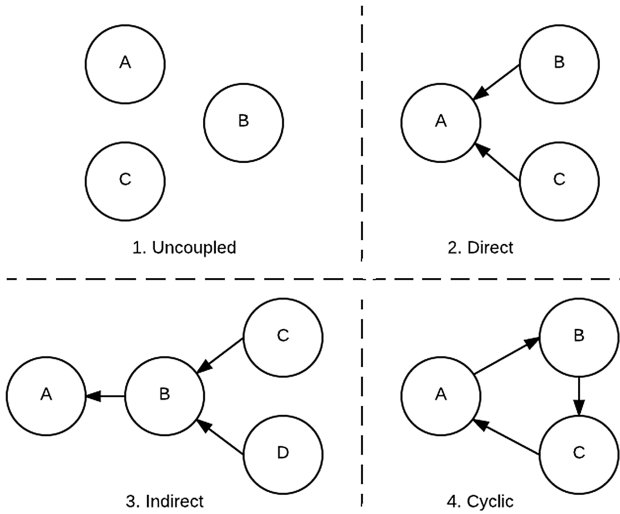 A
B
C
1. Uncoupled
B
A
C
2. Direct
C
A
B
D
3. Indirect
B
A
C
4. Cyclic